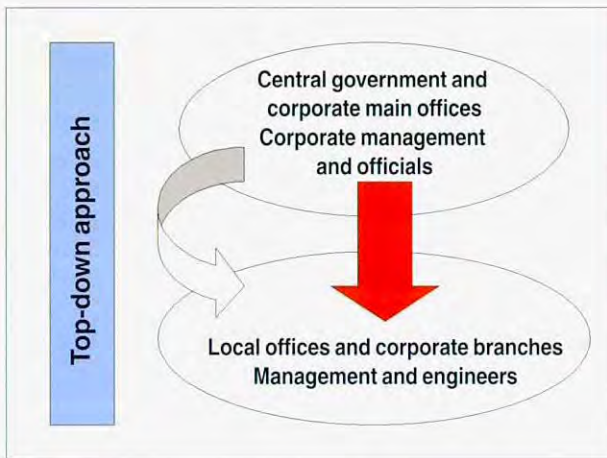 Top-down approach
Central government and
corporate main offices
Corporate management
and officials
Local offices and corporate branches
Management and engineers